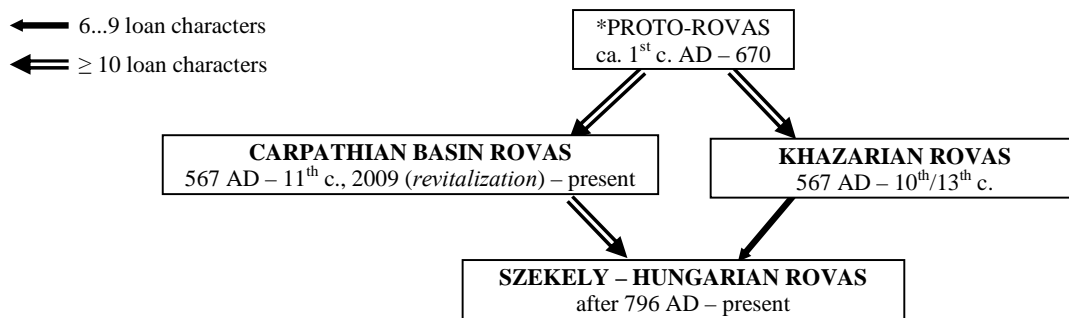 6...9 loan characters
≥ 10 loan characters
*PROTO-ROVAS
ca. 1st c. AD – 670
CARPATHIAN BASIN ROVAS
567 AD – 11th c., 2009 (revitalization) – present
KHAZARIAN ROVAS
567 AD – 10th/13th c.
SZEKELY – HUNGARIAN ROVAS
after 796 AD – present